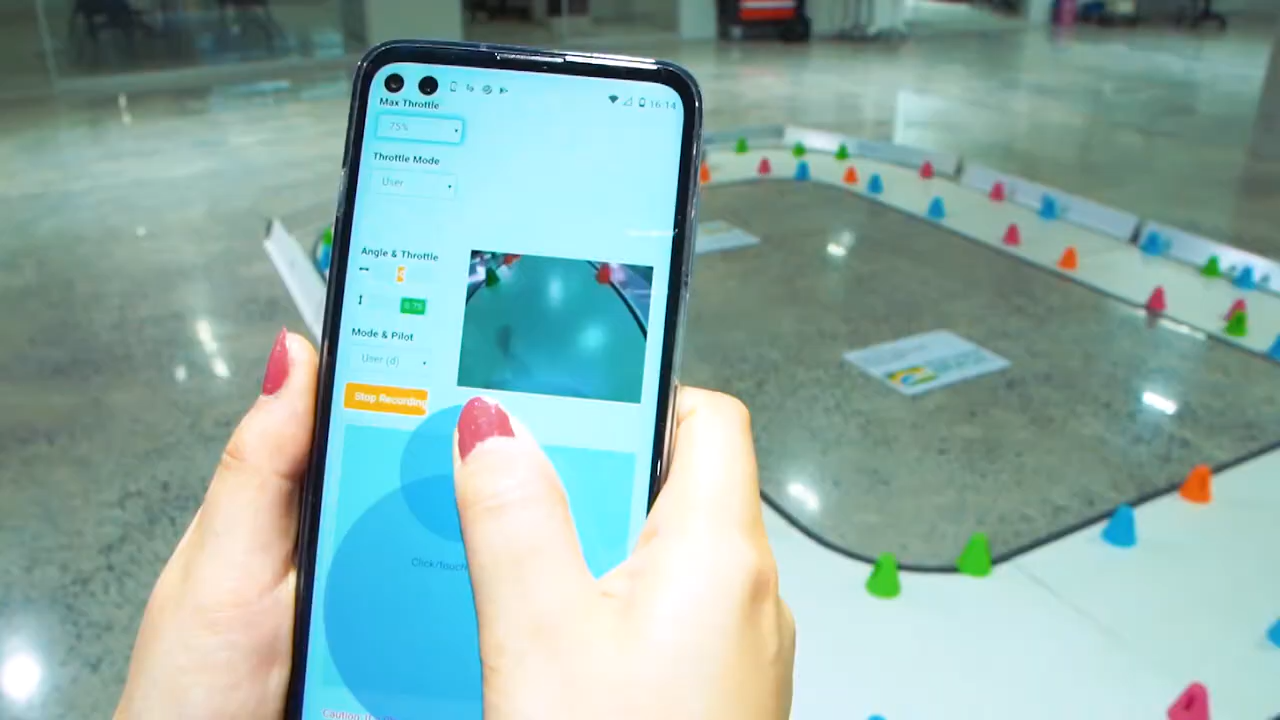 16:14
Max Throttle
75%
Throttle Mode
User
Angle & Throttle
0.75
Mode & Pilot
User (d)
Stop Recording
Click/touch
Caution